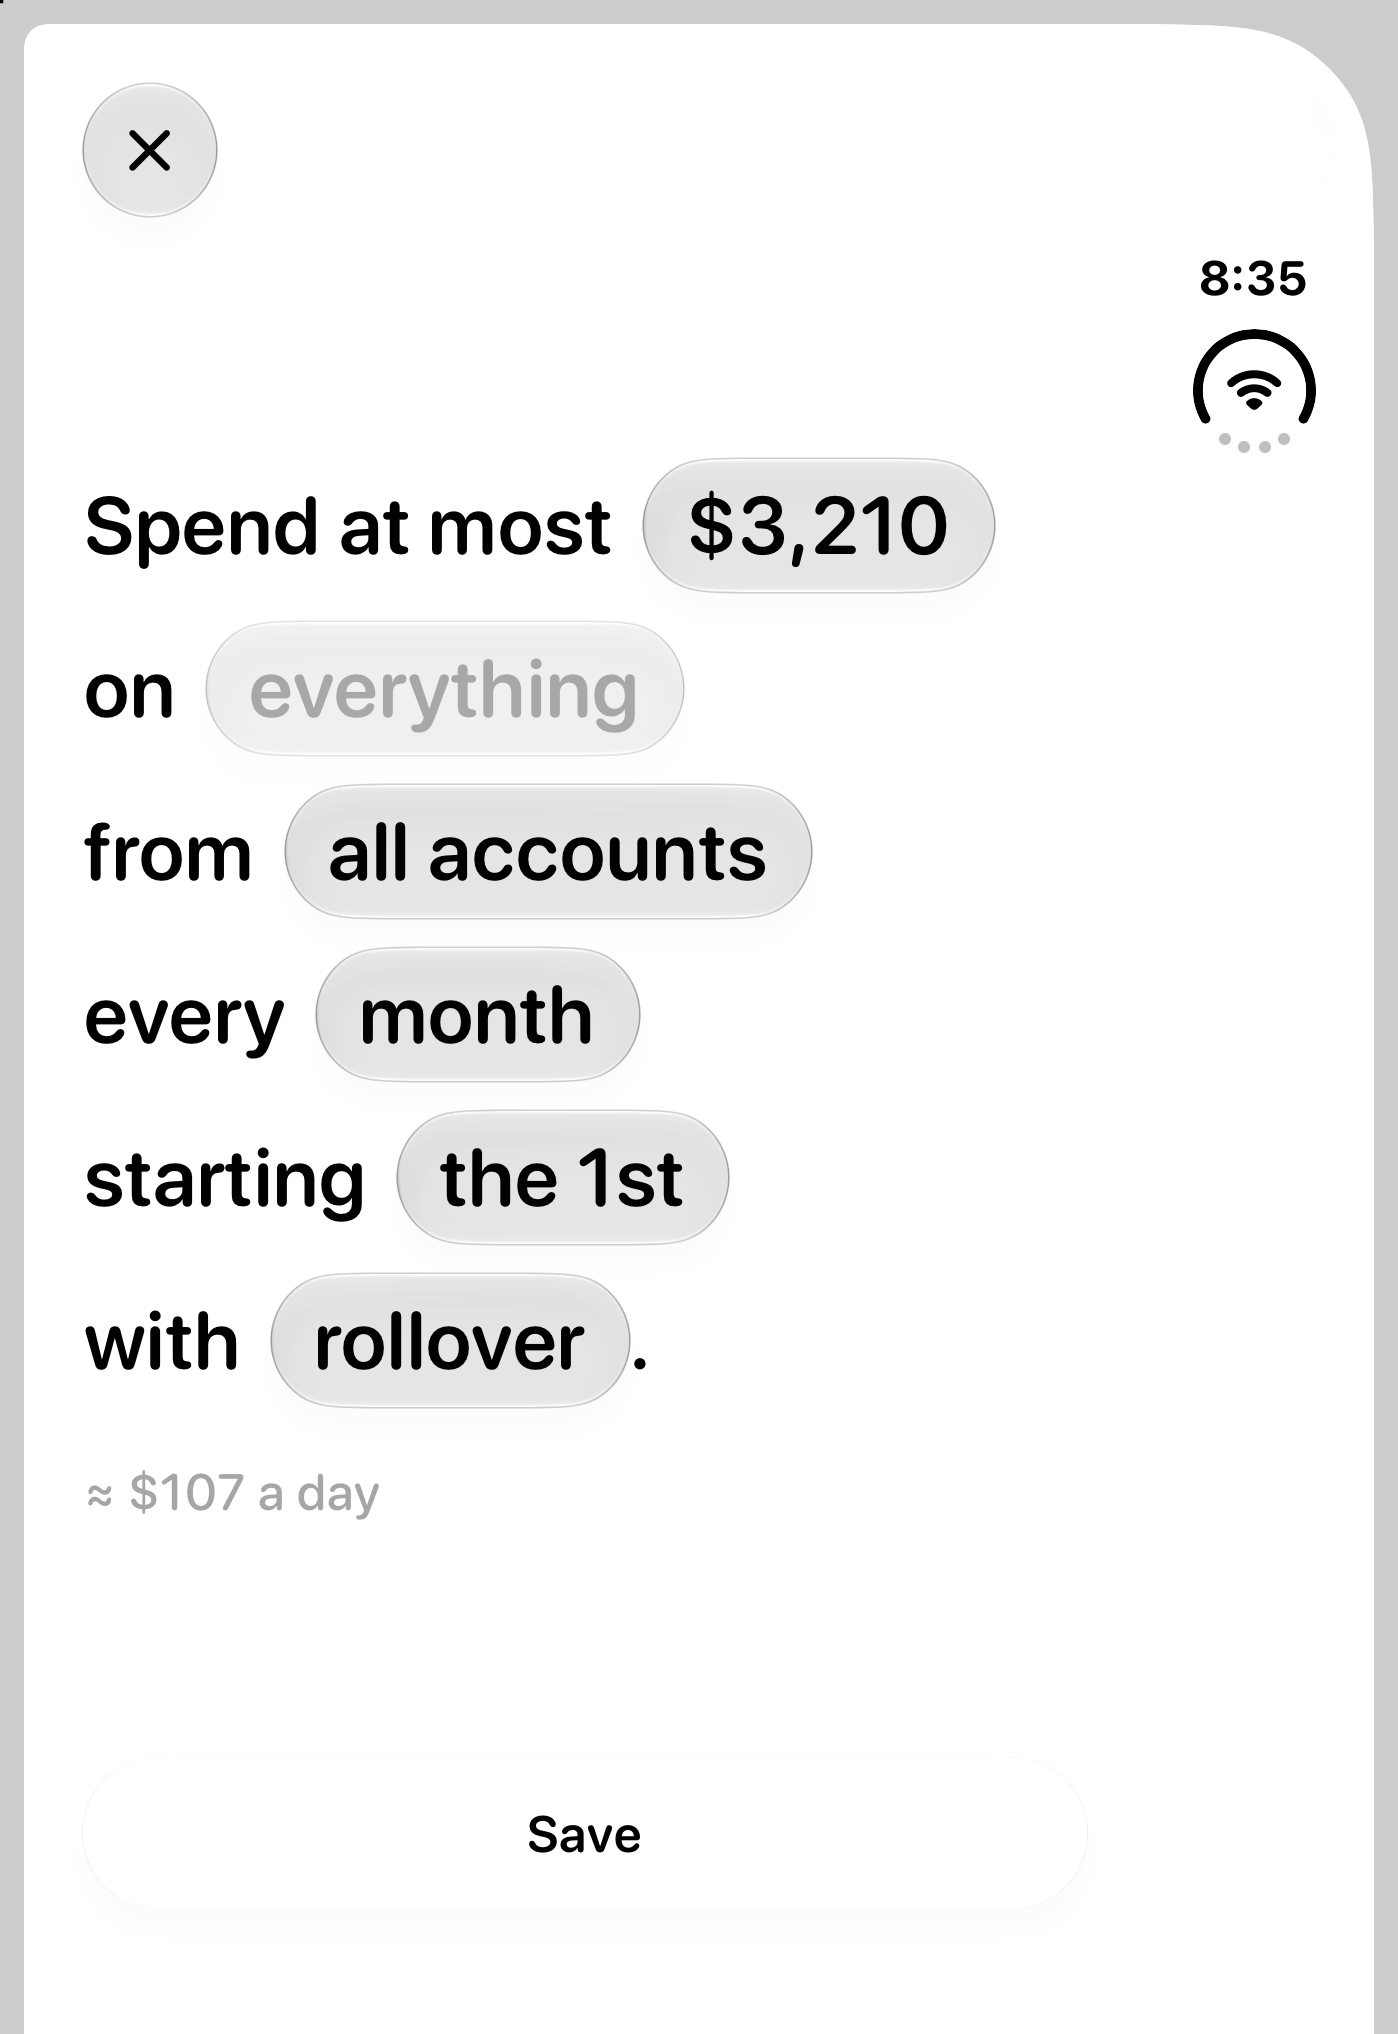 8:35
Spend at most $3,210
on everything
from all accounts
every month
starting the 1st
with rollover.
≈ $107 a day
Save